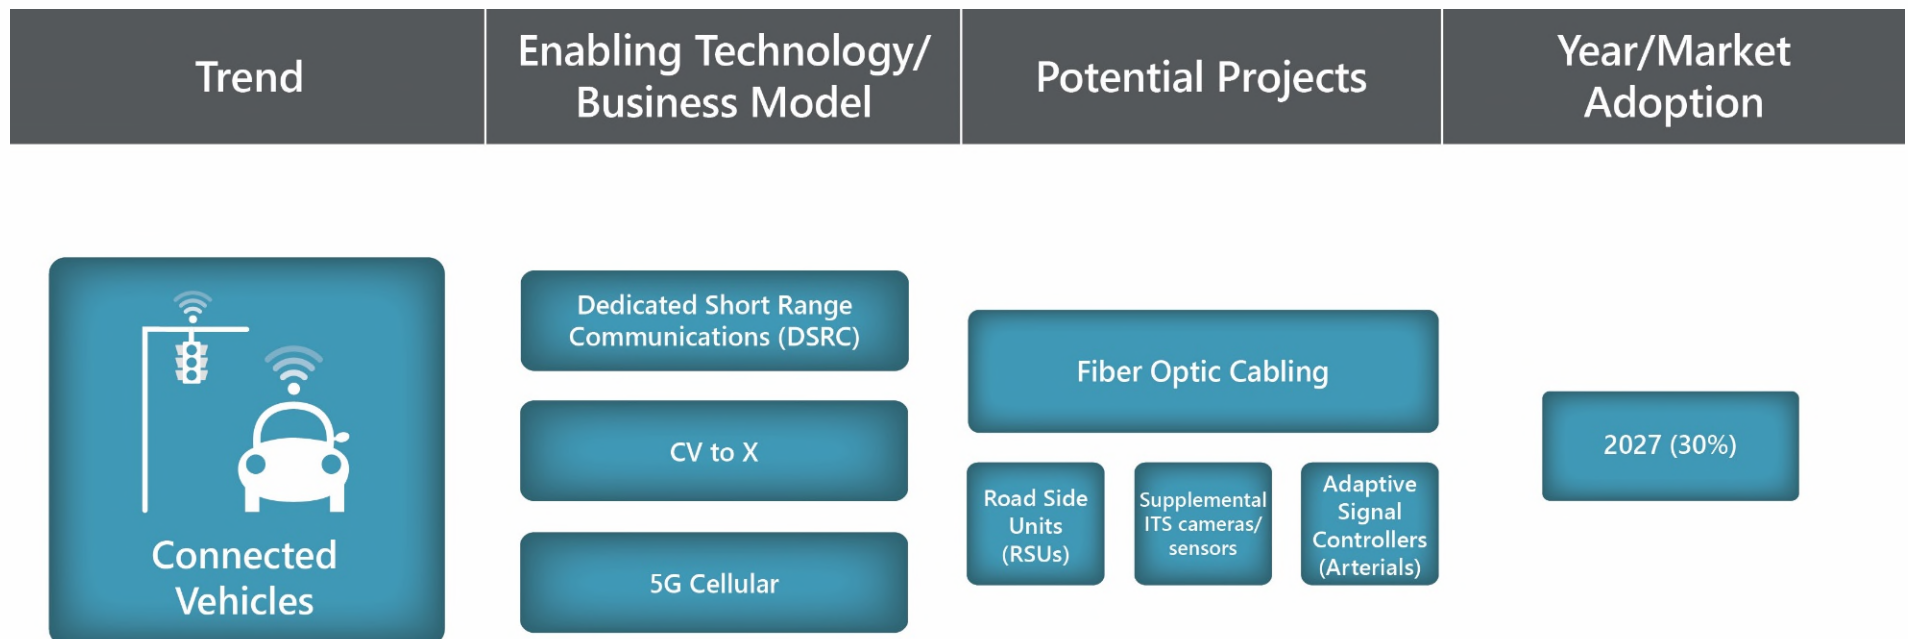 Trend
Enabling Technology/
Business Model
Potential Projects
Year/Market
Adoption
Connected
Vehicles
Dedicated Short Range
Communications (DSRC)
CV to X
5G Cellular
Fiber Optic Cabling
Road Side
Units
(RSUs)
Supplemental
ITS cameras/
sensors
Adaptive
Signal
Controllers
(Arterials)
2027 (30%)